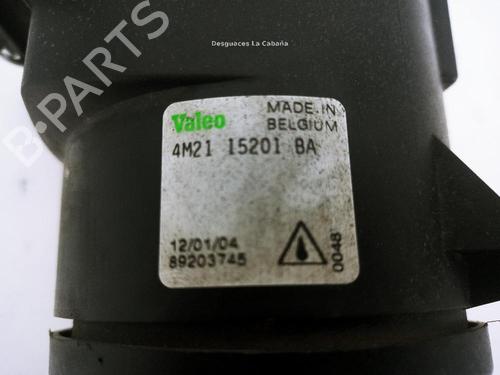 Desguaces La Cabaña
B-PARTS
Valeo
MADE IN
BELGIUM
4M21 15201 BA
12/01/04
89203745
0048